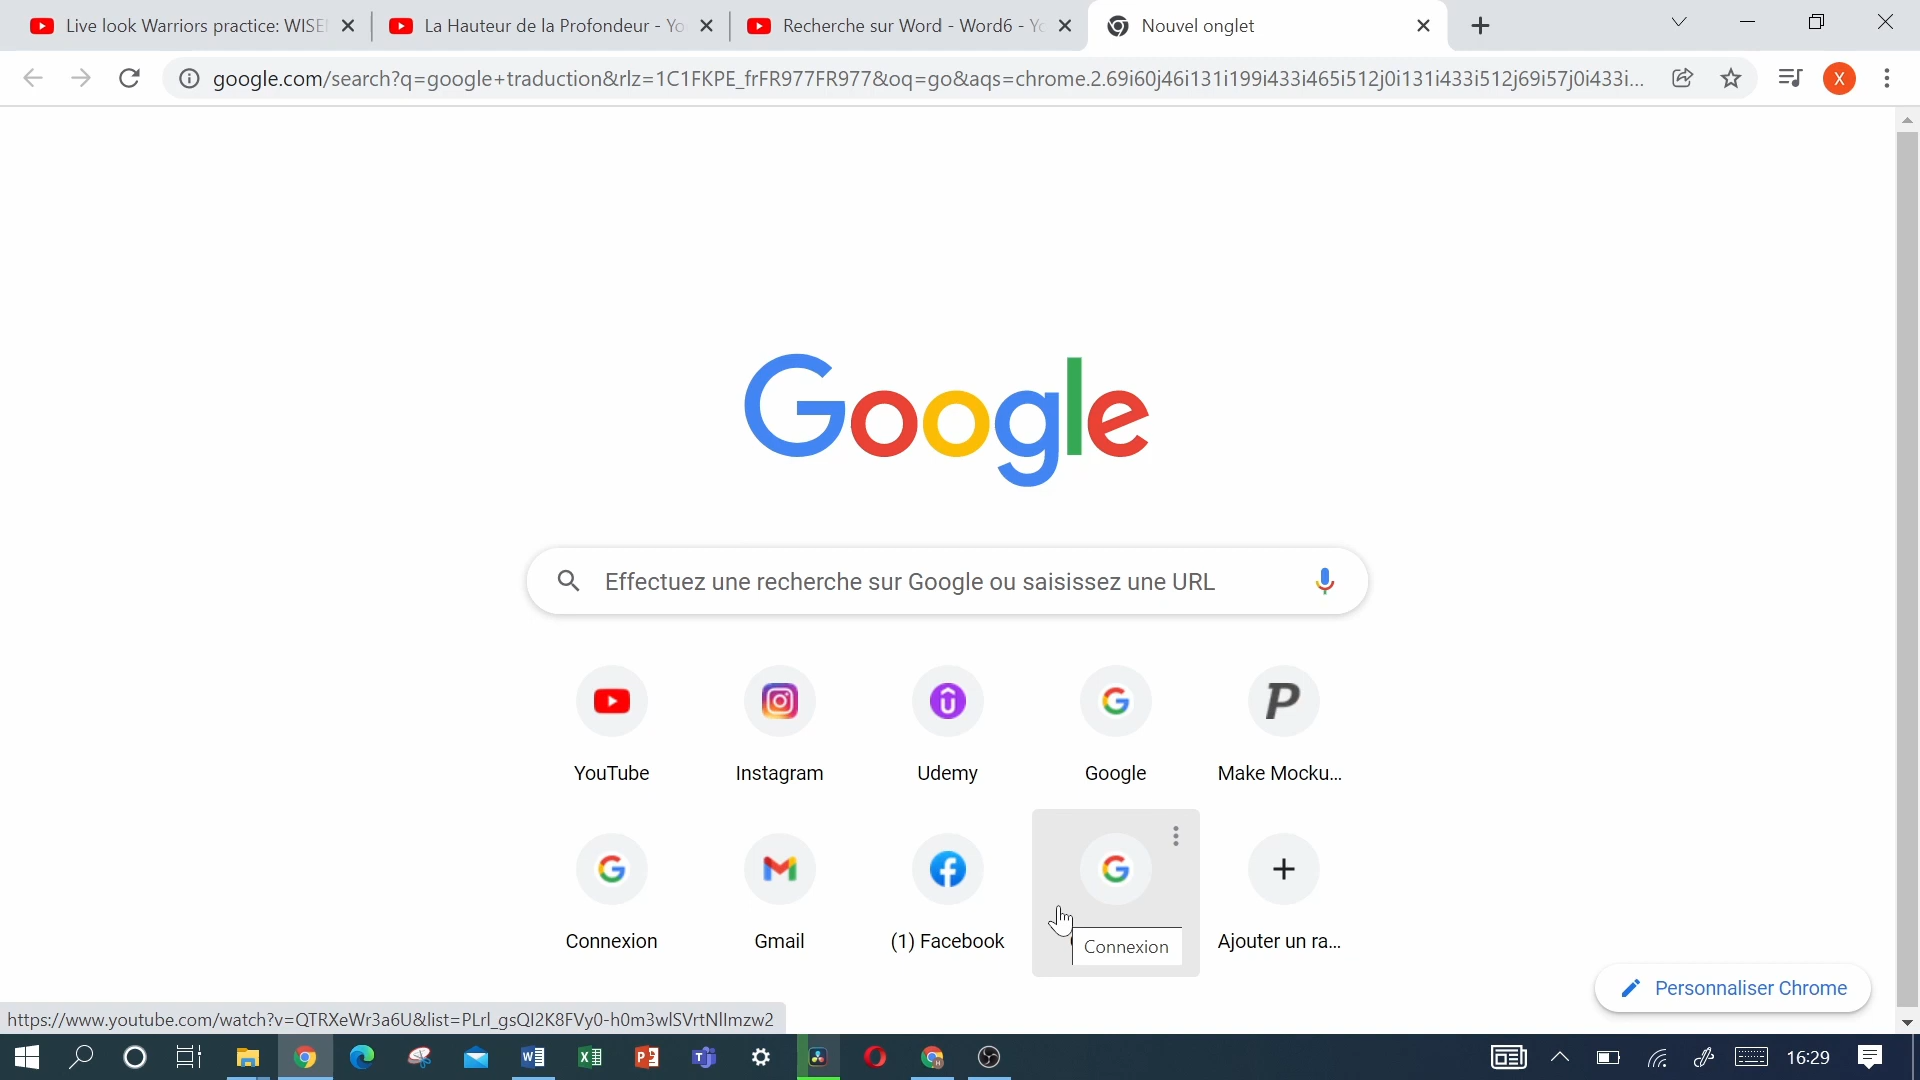 Live look Warriors practice: WISE
La Hauteur de la Profondeur - Yo
Recherche sur Word - Word6 - Yo
Nouvel onglet
google.com/search?q=google+traduction&rlz=1C1FKPE_frFR977FR977&oq=go&aqs=chrome.2.69i60j46i131i199i433i465i512j0i131i433i512j69i57j0i433i...
X
Google
Effectuez une recherche sur Google ou saisissez une URL
YouTube
Instagram
Udemy
Google
Make Mocku...
Connexion
Gmail
(1) Facebook
Connexion
Ajouter un ra...
Personnaliser Chrome
https://www.youtube.com/watch?v=QTRXeWr3a6U&list=PLrl_gsQI2K8FVy0-h0m3wlSVrtNlImzw2
16:29